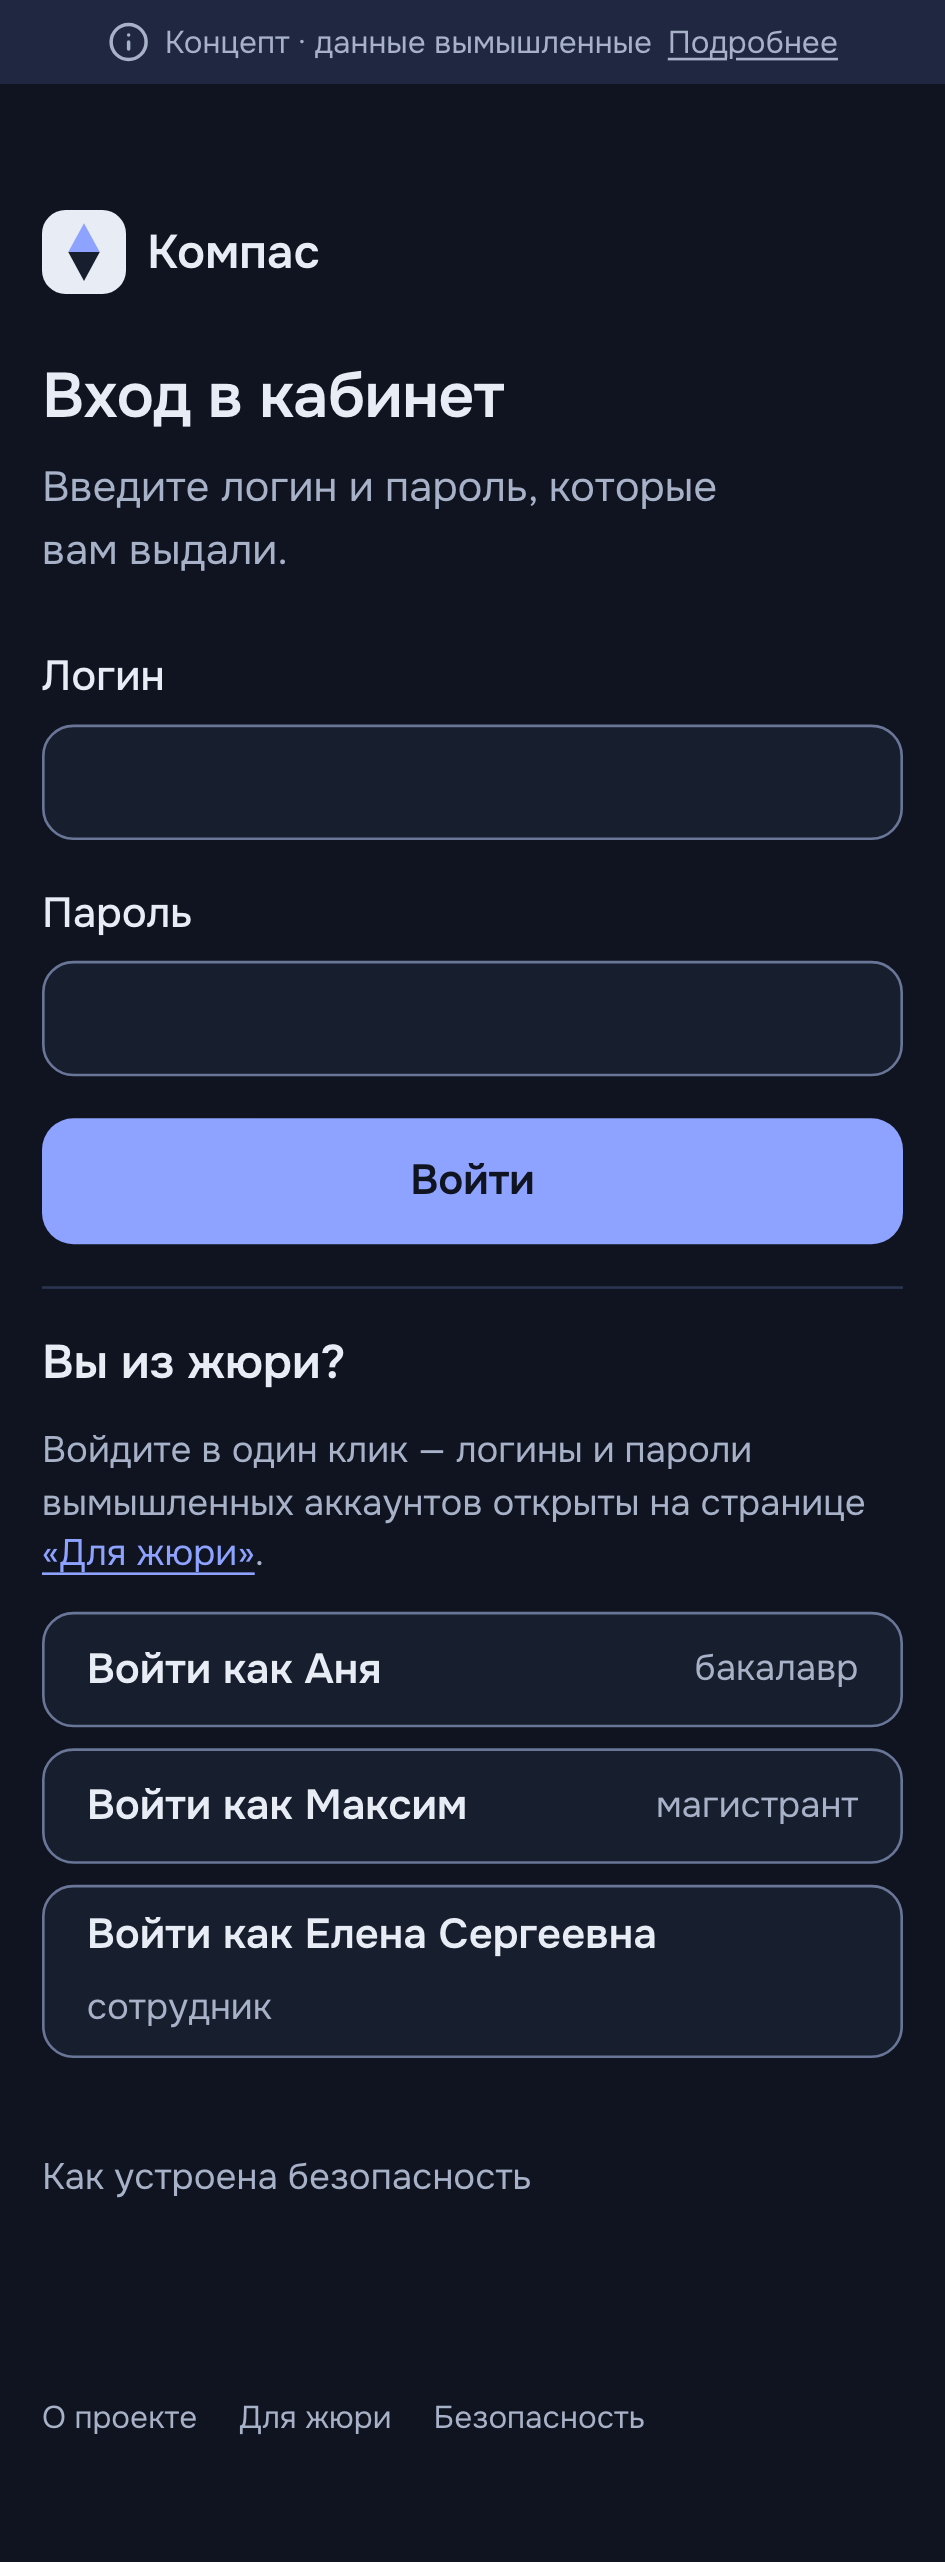 Концепт · данные вымышленные Подробнее
Компас
Вход в кабинет
Введите логин и пароль, которые
вам выдали.
Логин
Пароль
Войти
Вы из жюри?
Войдите в один клик — логины и пароли
вымышленных аккаунтов открыты на странице
«Для жюри».
Войти как Аня бакалавр
Войти как Максим магистрант
Войти как Елена Сергеевна
сотрудник
Как устроена безопасность
О проекте Для жюри Безопасность